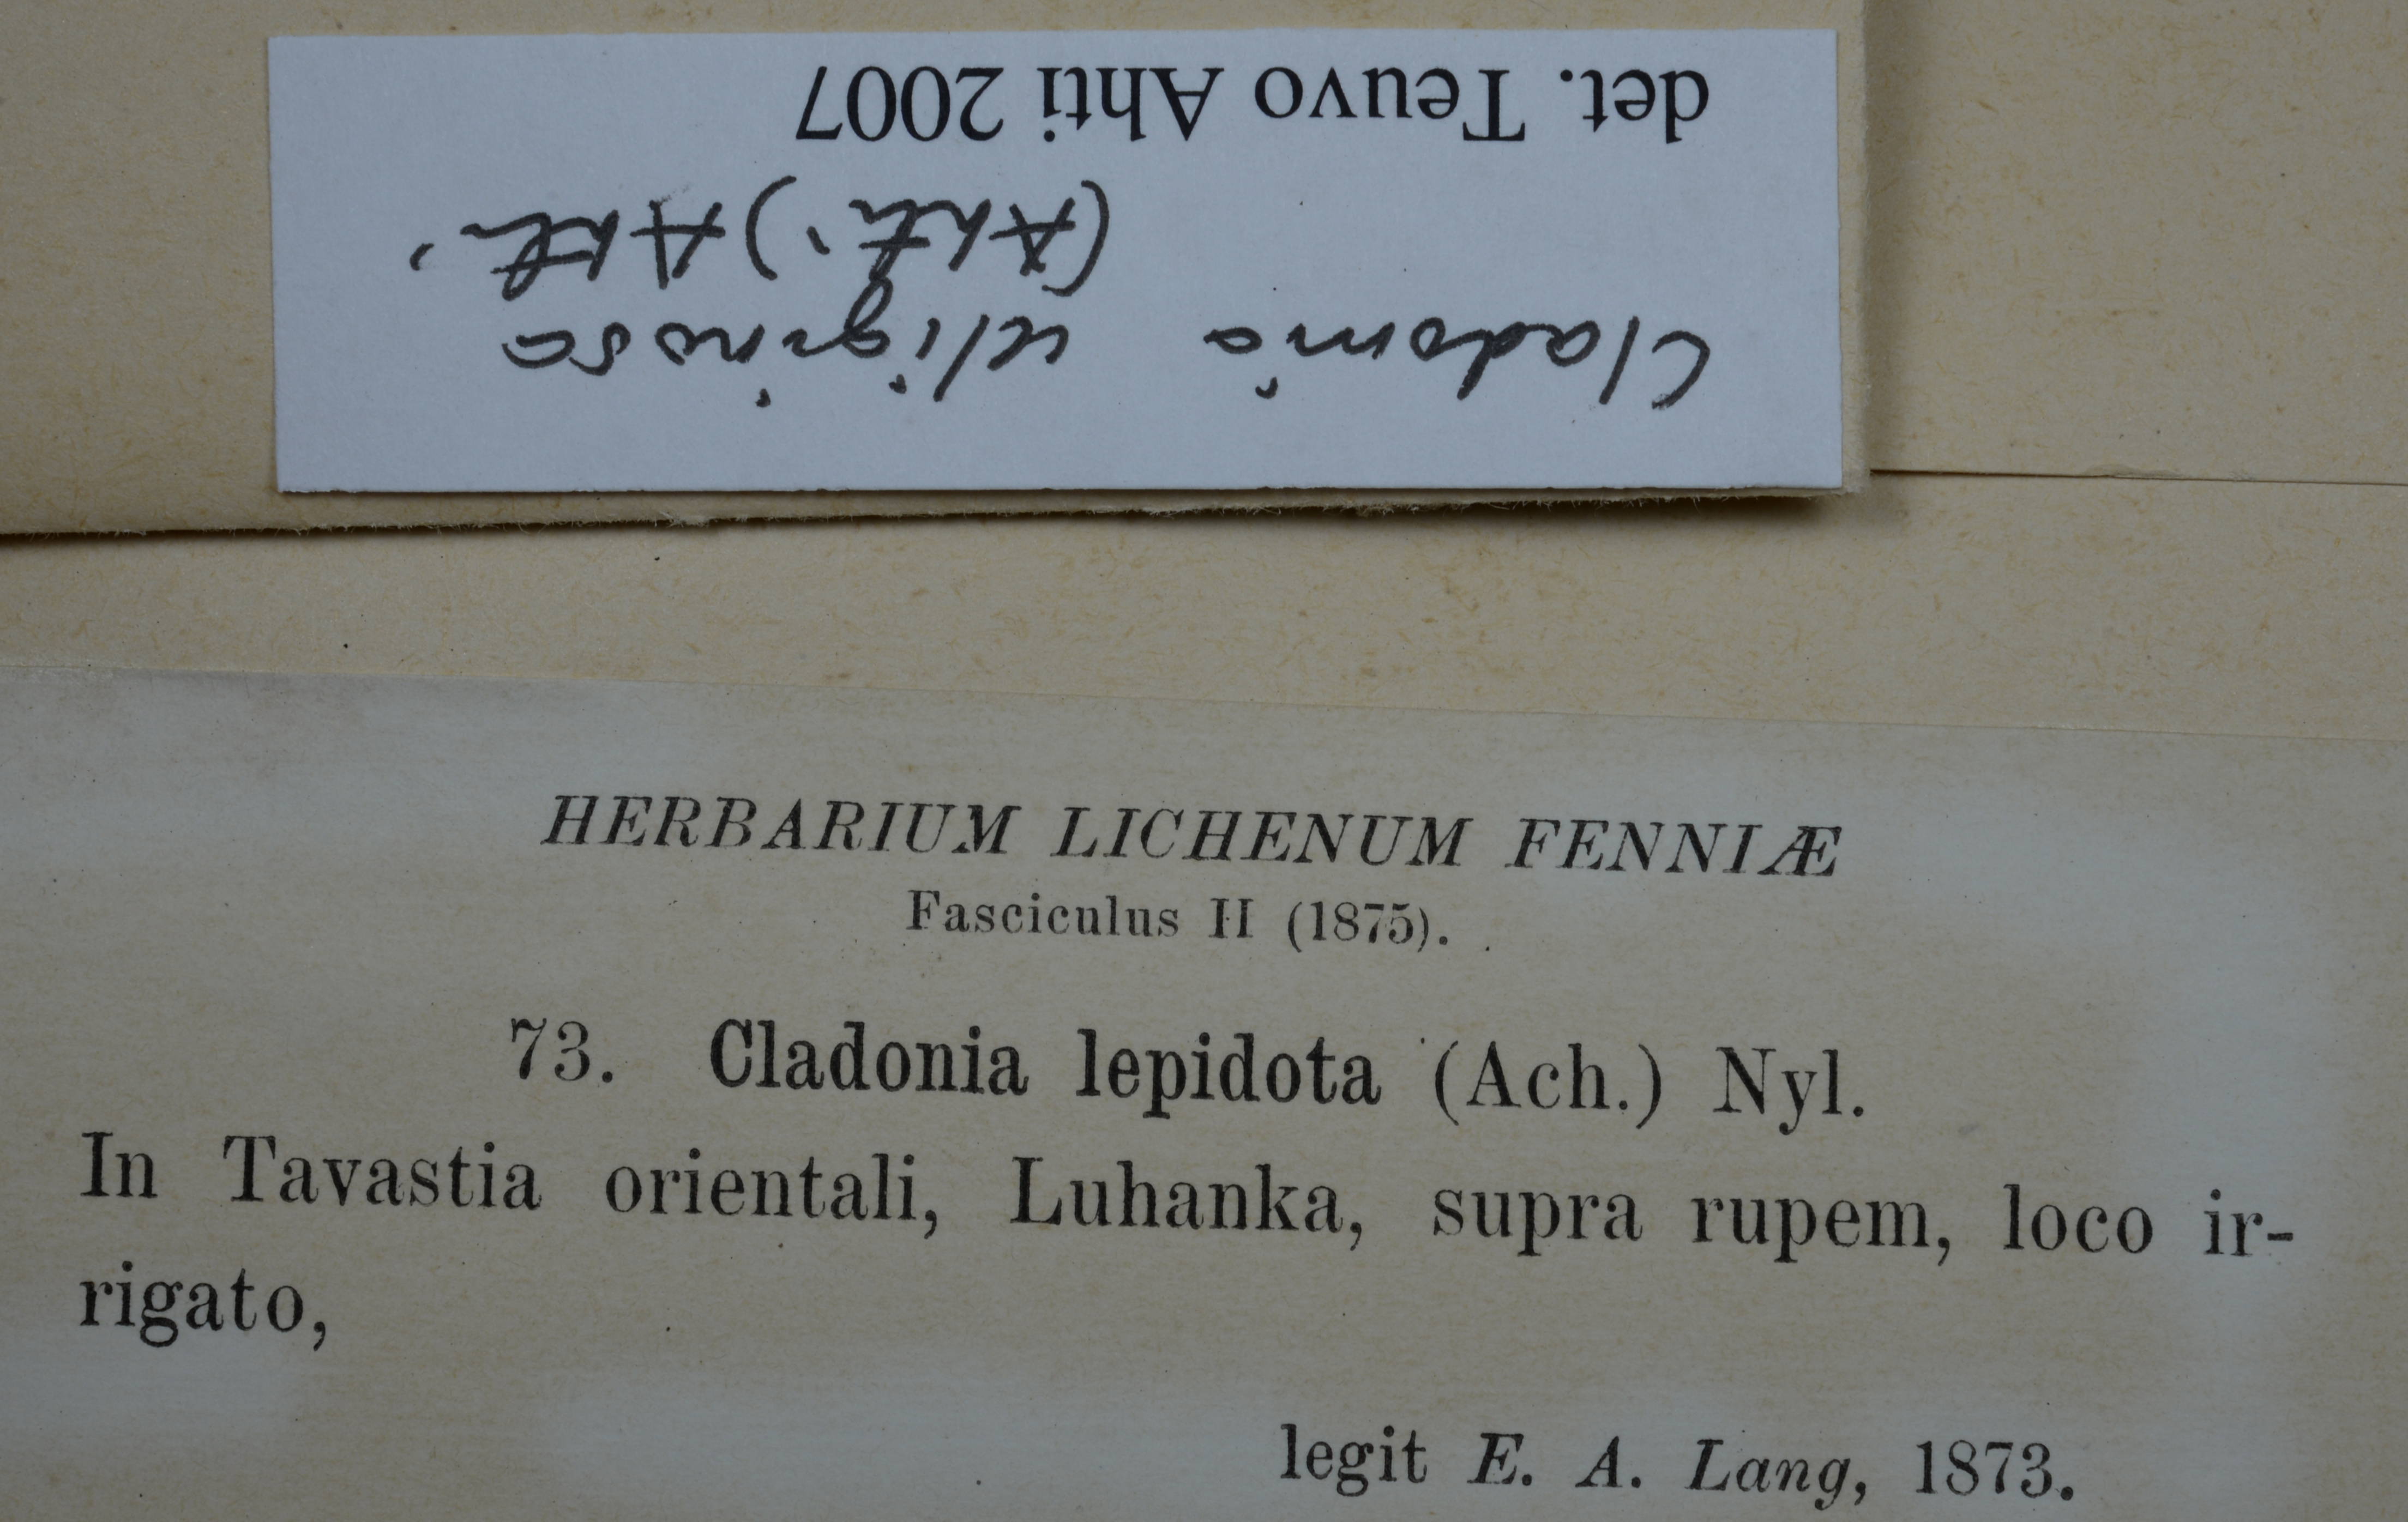 Cladonia uliginosa
(Ahti) Ahti
det. Teuvo Ahti 2007
HERBARIUM LICHENUM FENNIÆ
Fasciculus II (1875).
73. Cladonia lepidota (Ach.) Nyl.
In Tavastia orientali, Luhanka, supra rupem, loco ir-
rigato,
legit E. A. Lang, 1873.